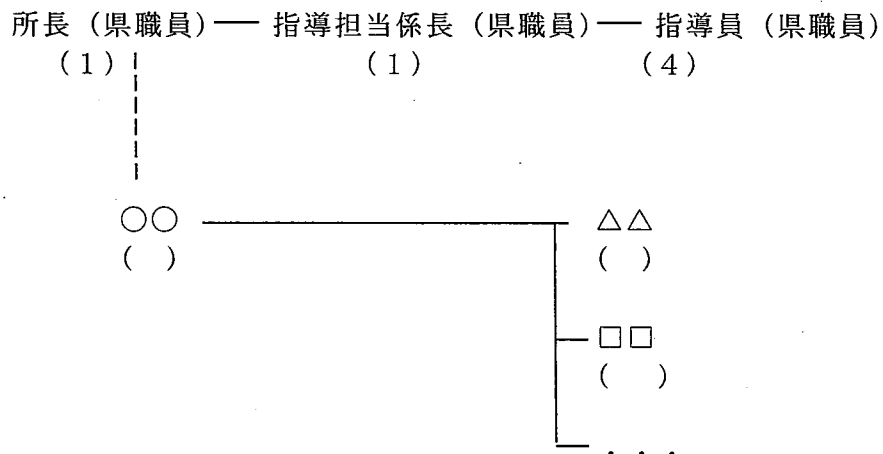 所長（県職員）── 指導担当係長（県職員）── 指導員（県職員）
（１） （１） （４）
○○ △△
（ ） （ ）
□□
（ ）
・・・